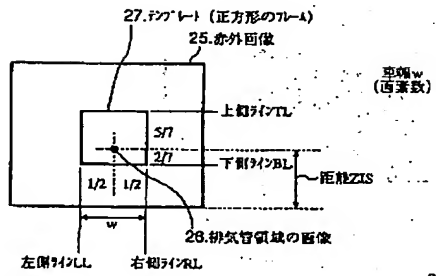 27.テンプレート (正方形のフレーム)
25.赤外画像
車幅w
(画素数)
上側ラインTL
5/7
2/7
下側ラインBL
1/2
1/2
距離ZIS
w
26.排気管領域の画像
左側ラインLL
右側ラインRL